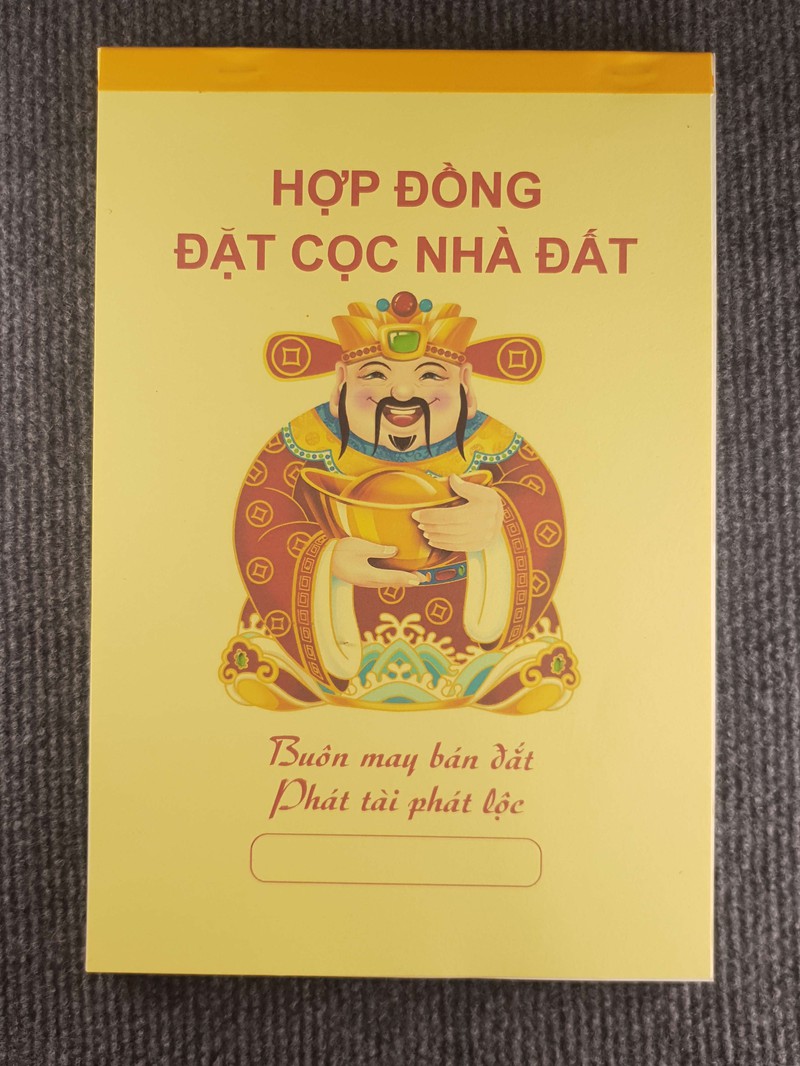 HỢP ĐỒNG
ĐẶT CỌC NHÀ ĐẤT
Buôn may bán đắt
Phát tài phát lộc